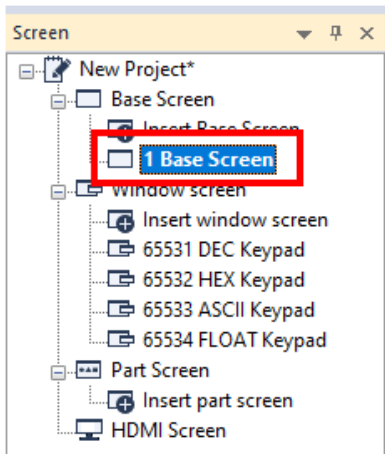 Screen
New Project*
Base Screen
Insert Base Screen
1 Base Screen
Window screen
Insert window screen
65531 DEC Keypad
65532 HEX Keypad
65533 ASCII Keypad
65534 FLOAT Keypad
Part Screen
Insert part screen
HDMI Screen